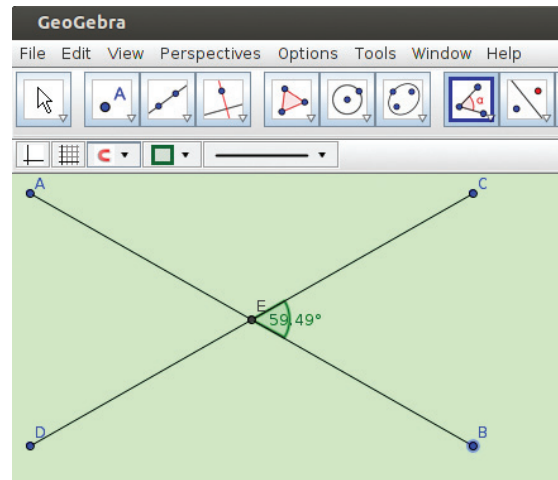 GeoGebra
File Edit View Perspectives Options Tools Window Help
A
α
A C
E
59.49°
D B